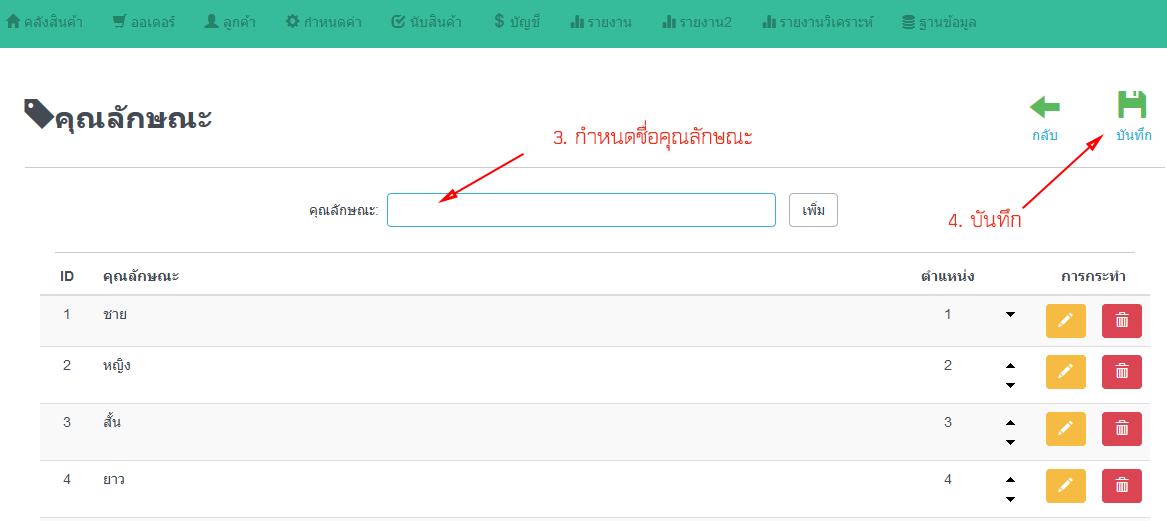 คลังสินค้า ออเดอร์ ลูกค้า กำหนดค่า นับสินค้า บัญชี รายงาน รายงาน2 รายงานวิเคราะห์ ฐานข้อมูล
คุณลักษณะ
กลับ บันทึก
3. กำหนดชื่อคุณลักษณะ
คุณลักษณะ: เพิ่ม
4. บันทึก
ID คุณลักษณะ ตำแหน่ง การกระทำ
1 ชาย 1
2 หญิง 2
3 สั้น 3
4 ยาว 4